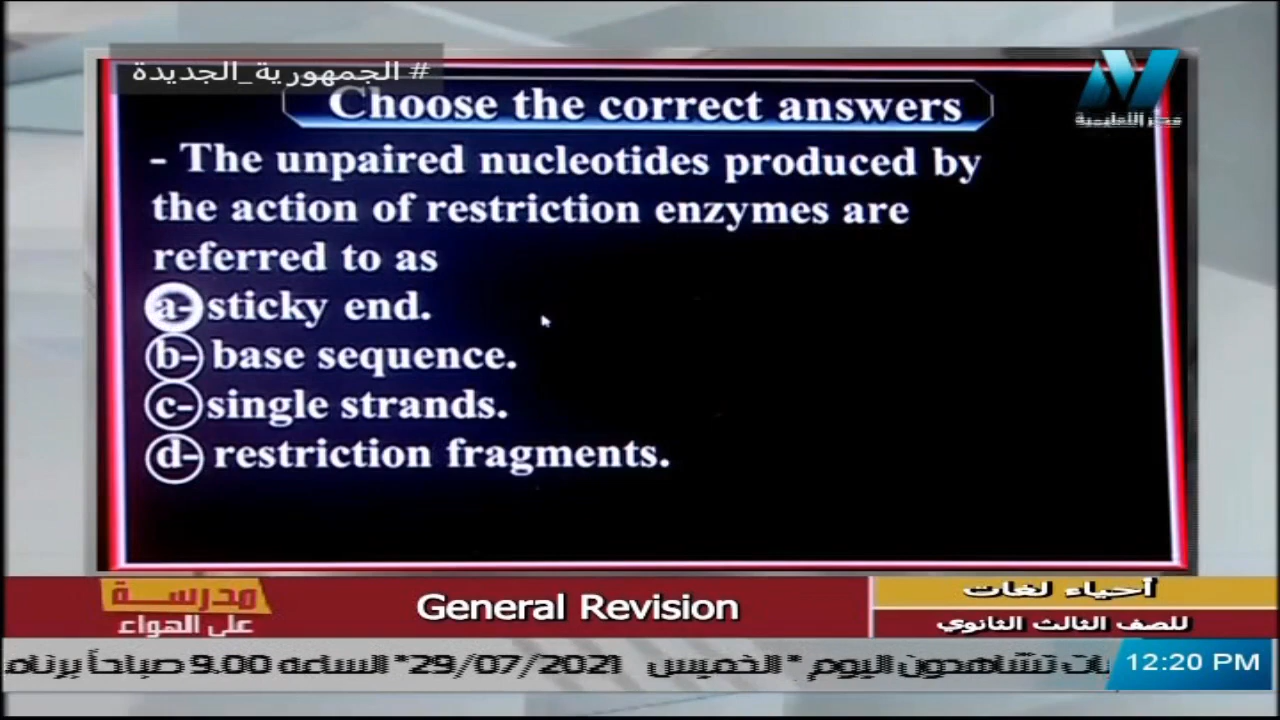 # الجمهورية_الجديدة
Choose the correct answers
مصر التعليمية
- The unpaired nucleotides produced by
the action of restriction enzymes are
referred to as
a- sticky end.
b- base sequence.
c- single strands.
d- restriction fragments.
مدرسة
على الهواء
General Revision
أحياء لغات
للصف الثالث الثانوي
تشاهدون اليوم "الخميس 29/07/2021" الساعه 9.00 صباحاً
12:20 PM